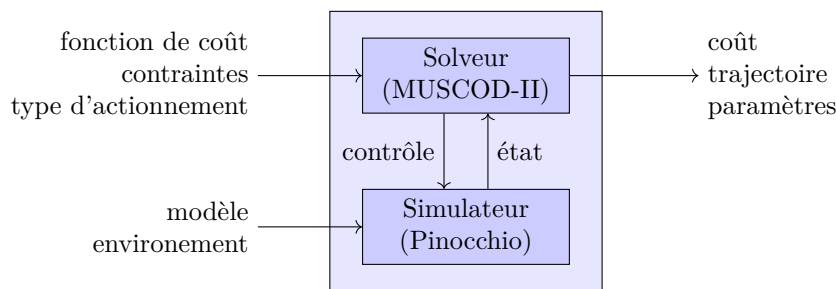 fonction de coût
contraintes
type d'actionnement
Solveur
(MUSCOD-II)
coût
trajectoire
paramètres
contrôle
état
modèle
environement
Simulateur
(Pinocchio)